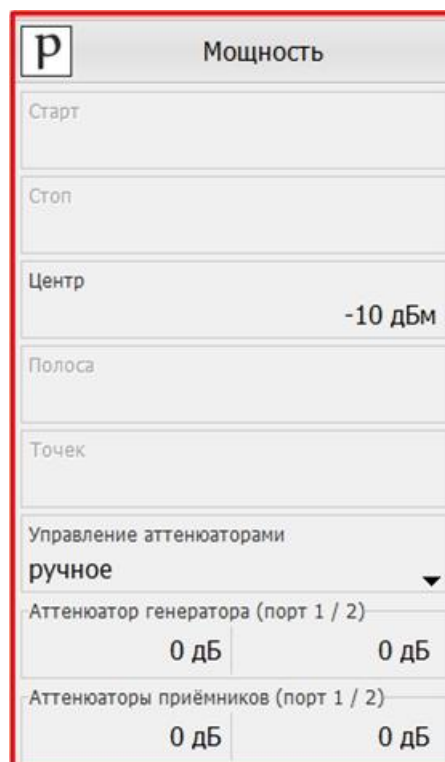 p Мощность
Старт
Стоп
Центр
-10 дБм
Полоса
Точек
Управление аттенюаторами
ручное
Аттенюатор генератора (порт 1 / 2)
0 дБ 0 дБ
Аттенюаторы приёмников (порт 1 / 2)
0 дБ 0 дБ